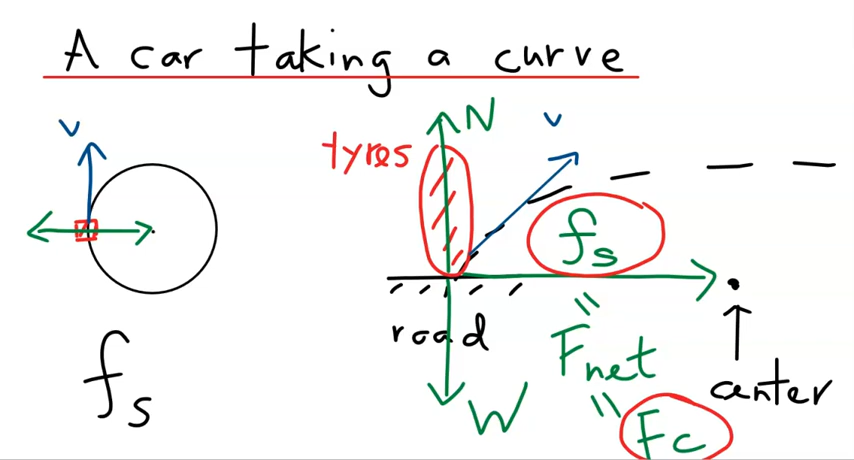 A car taking a curve
v
fs
tyres
N
v
fs
road
W
=
Fnet
=
Fc
center